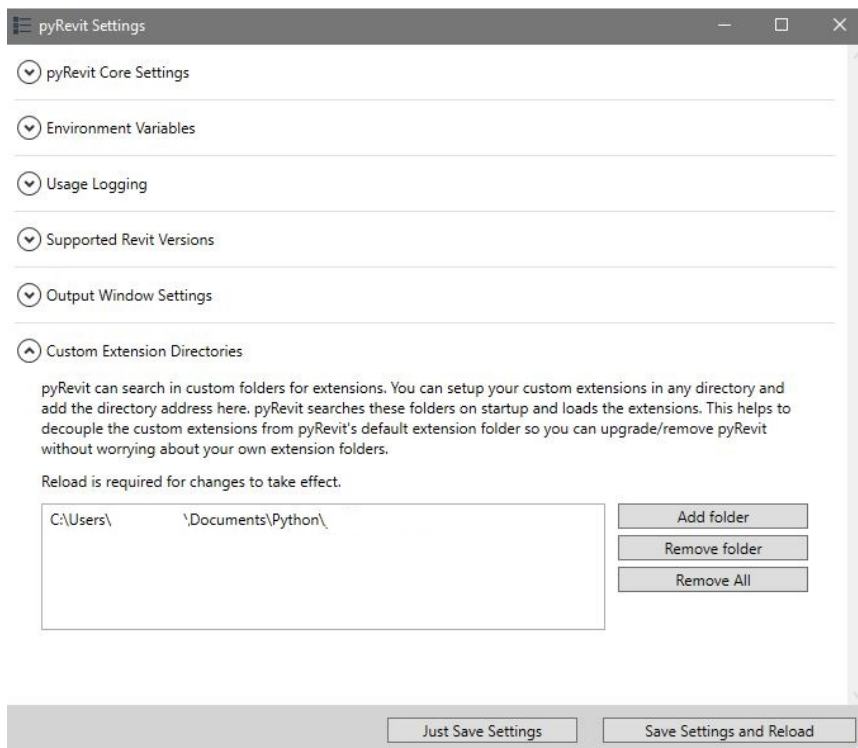 pyRevit Settings
pyRevit Core Settings
Environment Variables
Usage Logging
Supported Revit Versions
Output Window Settings
Custom Extension Directories
pyRevit can search in custom folders for extensions. You can setup your custom extensions in any directory and
add the directory address here. pyRevit searches these folders on startup and loads the extensions. This helps to
decouple the custom extensions from pyRevit's default extension folder so you can upgrade/remove pyRevit
without worrying about your own extension folders.
Reload is required for changes to take effect.
C:\Users\ \Documents\Python\
Add folder
Remove folder
Remove All
Just Save Settings
Save Settings and Reload